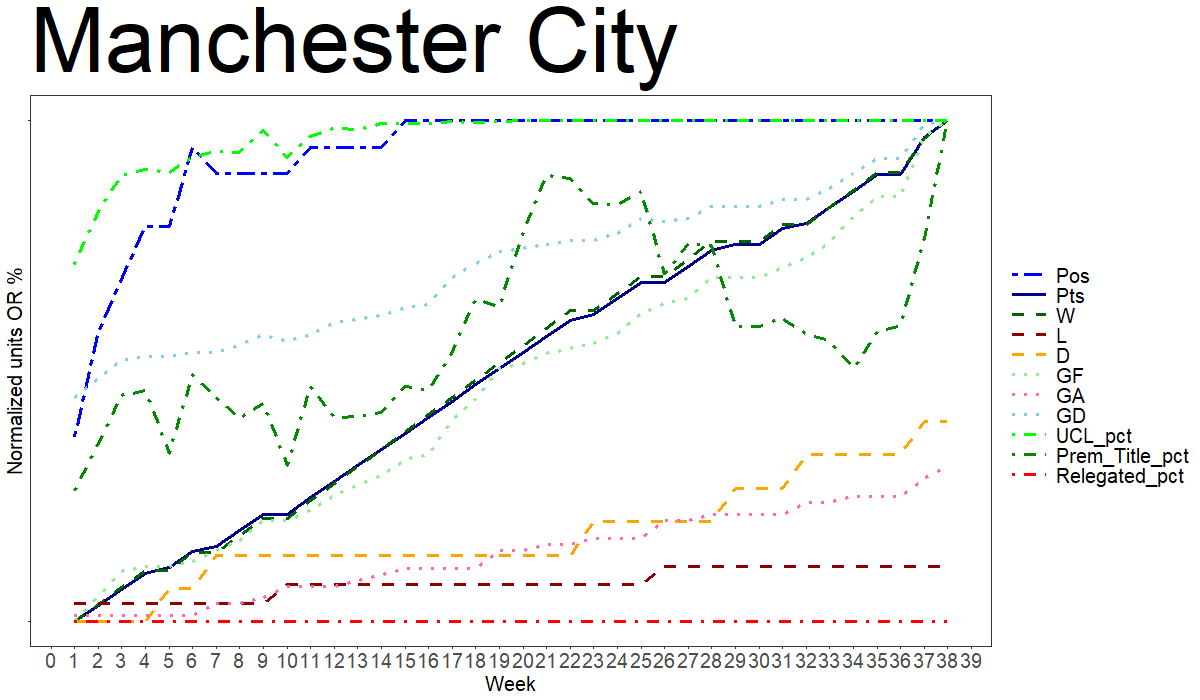 Manchester City
Normalized units OR %
0 1 2 3 4 5 6 7 8 9 10 11 12 13 14 15 16 17 18 19 20 21 22 23 24 25 26 27 28 29 30 31 32 33 34 35 36 37 38 39
Week
Pos
Pts
W
L
D
GF
GA
GD
UCL_pct
Prem_Title_pct
Relegated_pct